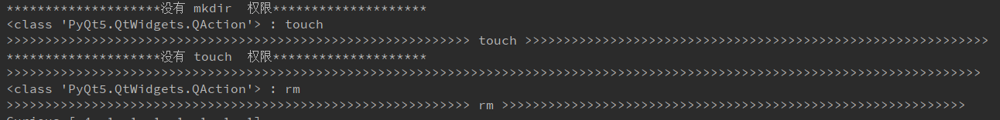 ********************没有 mkdir  权限********************
<class 'PyQt5.QtWidgets.QAction'> : touch
>>>>>>>>>>>>>>>>>>>>>>>>>>>>>>>>>>>>>>>>>>>>>>>>>>>>>>>>>>>> touch >>>>>>>>>>>>>>>>>>>>>>>>>>>>>>>>>>>>>>>>>>>>>>>>>>>>>>>>>>>>
********************没有 touch  权限********************
>>>>>>>>>>>>>>>>>>>>>>>>>>>>>>>>>>>>>>>>>>>>>>>>>>>>>>>>>>>>>>>>>>>>>>>>>>>>>>>>>>>>>>>>>>>>>>>>>>>>>>>>>>>>>>>>>>>>>>>>>>>>>>
<class 'PyQt5.QtWidgets.QAction'> : rm
>>>>>>>>>>>>>>>>>>>>>>>>>>>>>>>>>>>>>>>>>>>>>>>>>>>>>>>>>>>> rm >>>>>>>>>>>>>>>>>>>>>>>>>>>>>>>>>>>>>>>>>>>>>>>>>>>>>>>>>>>>